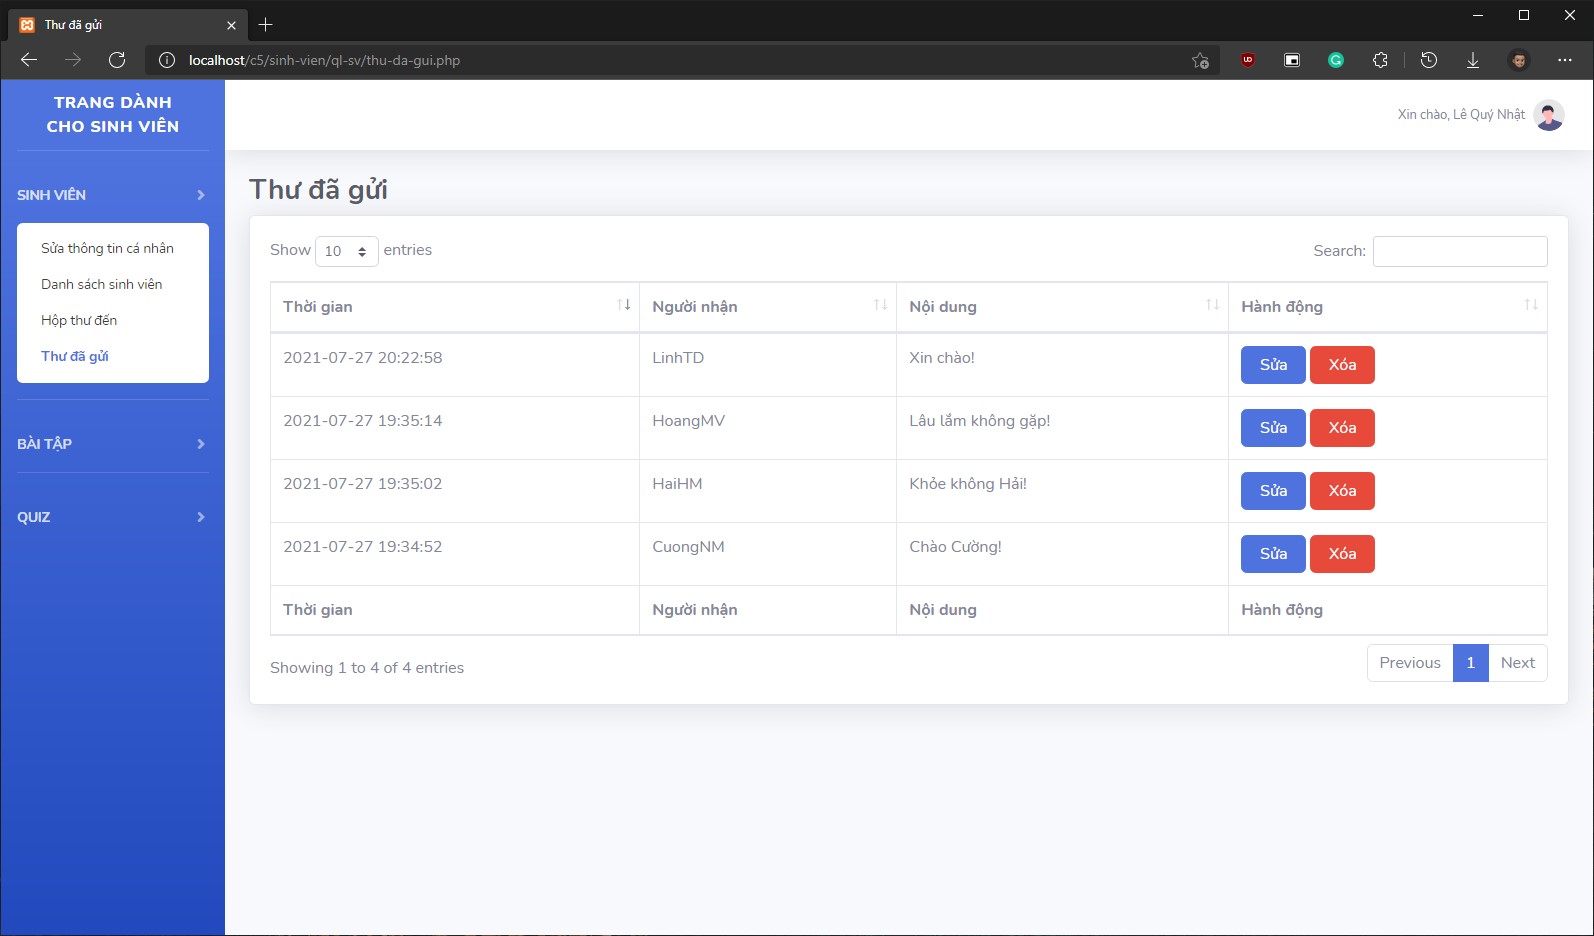 Thư đã gửi
localhost/c5/sinh-vien/ql-sv/thu-da-gui.php
TRANG DÀNH
CHO SINH VIÊN
Xin chào, Lê Quý Nhật
SINH VIÊN
Sửa thông tin cá nhân
Danh sách sinh viên
Hộp thư đến
Thư đã gửi
BÀI TẬP
QUIZ
Thư đã gửi
Show 10 entries
Search:
Thời gian Người nhận Nội dung Hành động
2021-07-27 20:22:58 LinhTD Xin chào! Sửa Xóa
2021-07-27 19:35:14 HoangMV Lâu lắm không gặp! Sửa Xóa
2021-07-27 19:35:02 HaiHM Khỏe không Hải! Sửa Xóa
2021-07-27 19:34:52 CuongNM Chào Cường! Sửa Xóa
Thời gian Người nhận Nội dung Hành động
Showing 1 to 4 of 4 entries
Previous 1 Next